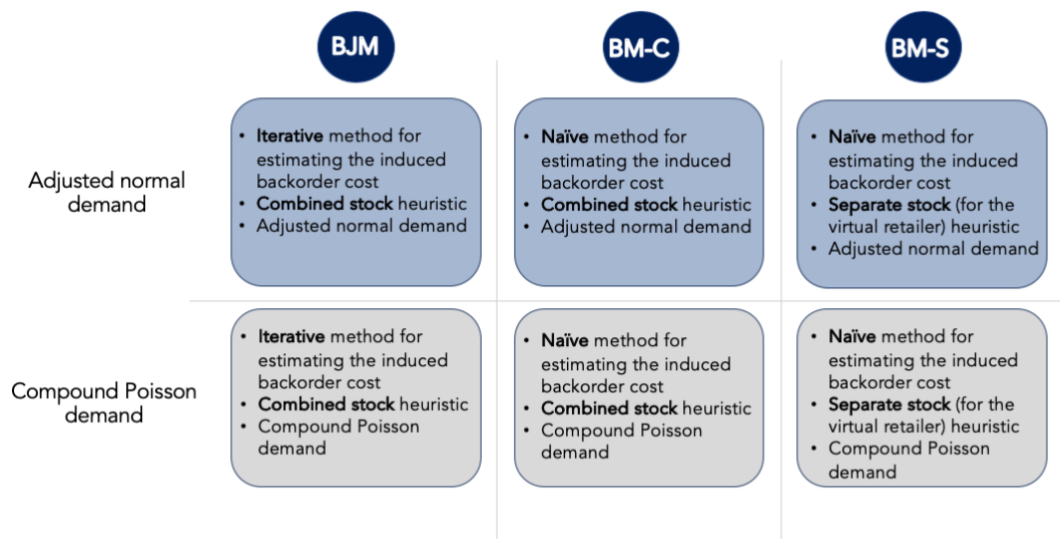 BJM
BM-C
BM-S
Adjusted normal
demand
• Iterative method for
estimating the induced
backorder cost
• Combined stock heuristic
• Adjusted normal demand
• Naïve method for
estimating the induced
backorder cost
• Combined stock heuristic
• Adjusted normal demand
• Naïve method for
estimating the induced
backorder cost
• Separate stock (for the
virtual retailer) heuristic
• Adjusted normal demand
Compound Poisson
demand
• Iterative method for
estimating the induced
backorder cost
• Combined stock heuristic
• Compound Poisson
demand
• Naïve method for
estimating the induced
backorder cost
• Combined stock heuristic
• Compound Poisson
demand
• Naïve method for
estimating the induced
backorder cost
• Separate stock (for the
virtual retailer) heuristic
• Compound Poisson
demand